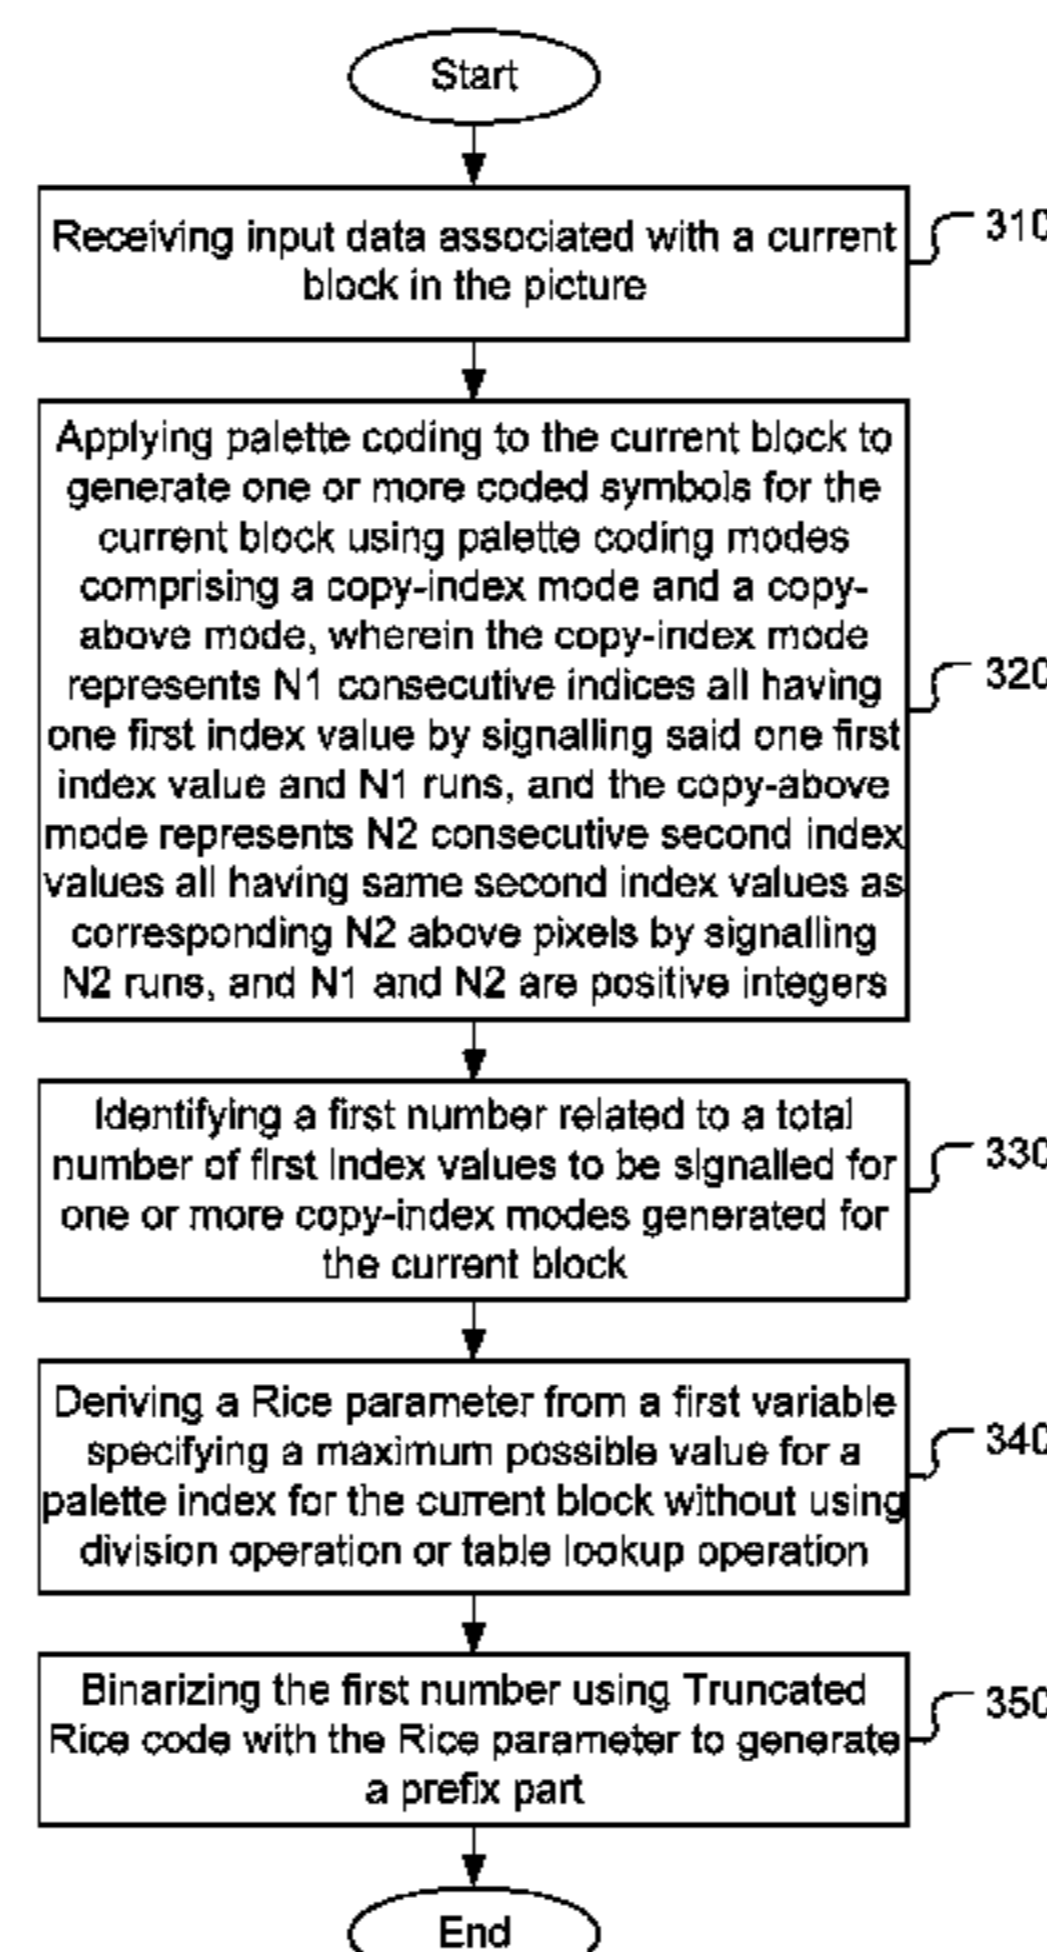 Start
Receiving input data associated with a current
block in the picture
310
Applying palette coding to the current block to
generate one or more coded symbols for the
current block using palette coding modes
comprising a copy-index mode and a copy-
above mode, wherein the copy-index mode
represents N1 consecutive indices all having
one first index value by signalling said one first
index value and N1 runs, and the copy-above
mode represents N2 consecutive second index
values all having same second index values as
corresponding N2 above pixels by signalling
N2 runs, and N1 and N2 are positive integers
320
Identifying a first number related to a total
number of first index values to be signalled for
one or more copy-index modes generated for
the current block
330
Deriving a Rice parameter from a first variable
specifying a maximum possible value for a
palette index for the current block without using
division operation or table lookup operation
340
Binarizing the first number using Truncated
Rice code with the Rice parameter to generate
a prefix part
350
End